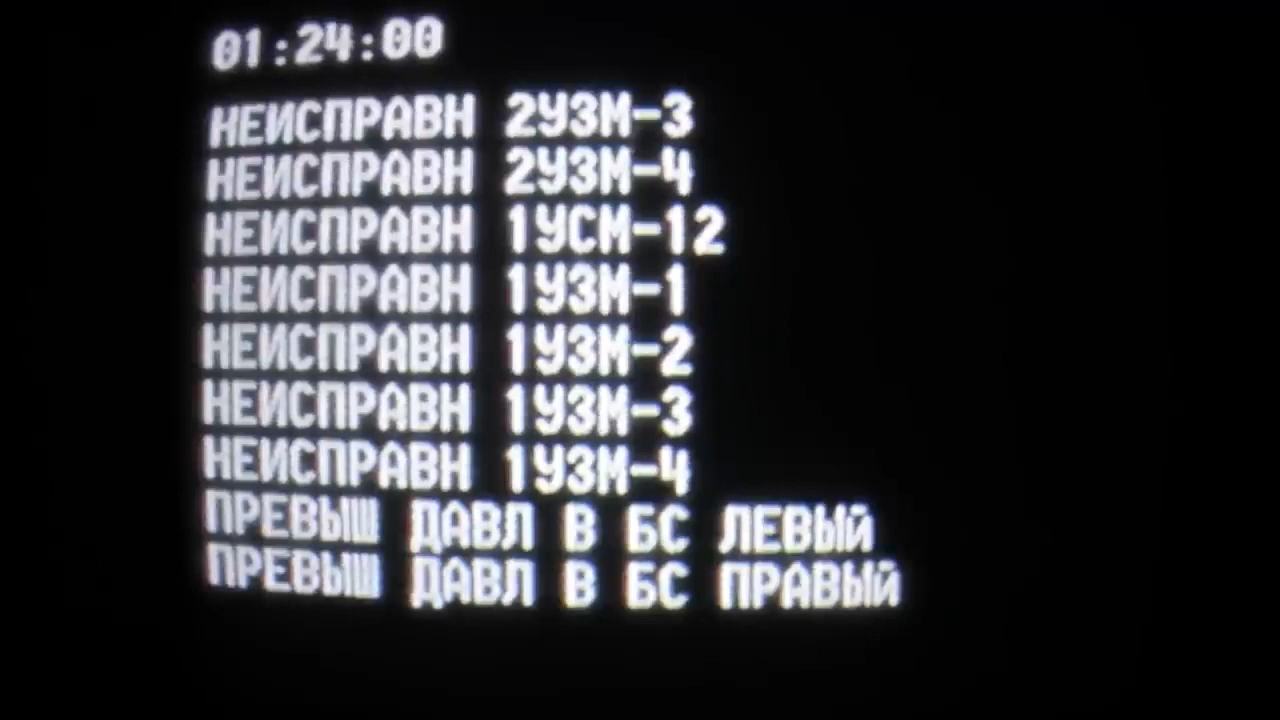 01:24:00
НЕИСПРАВН 2УЗМ-3
НЕИСПРАВН 2УЗМ-4
НЕИСПРАВН 1УСМ-12
НЕИСПРАВН 1УЗМ-1
НЕИСПРАВН 1УЗМ-2
НЕИСПРАВН 1УЗМ-3
НЕИСПРАВН 1УЗМ-4
ПРЕВЫШ ДАВЛ В БС ЛЕВЫЙ
ПРЕВЫШ ДАВЛ В БС ПРАВЫЙ